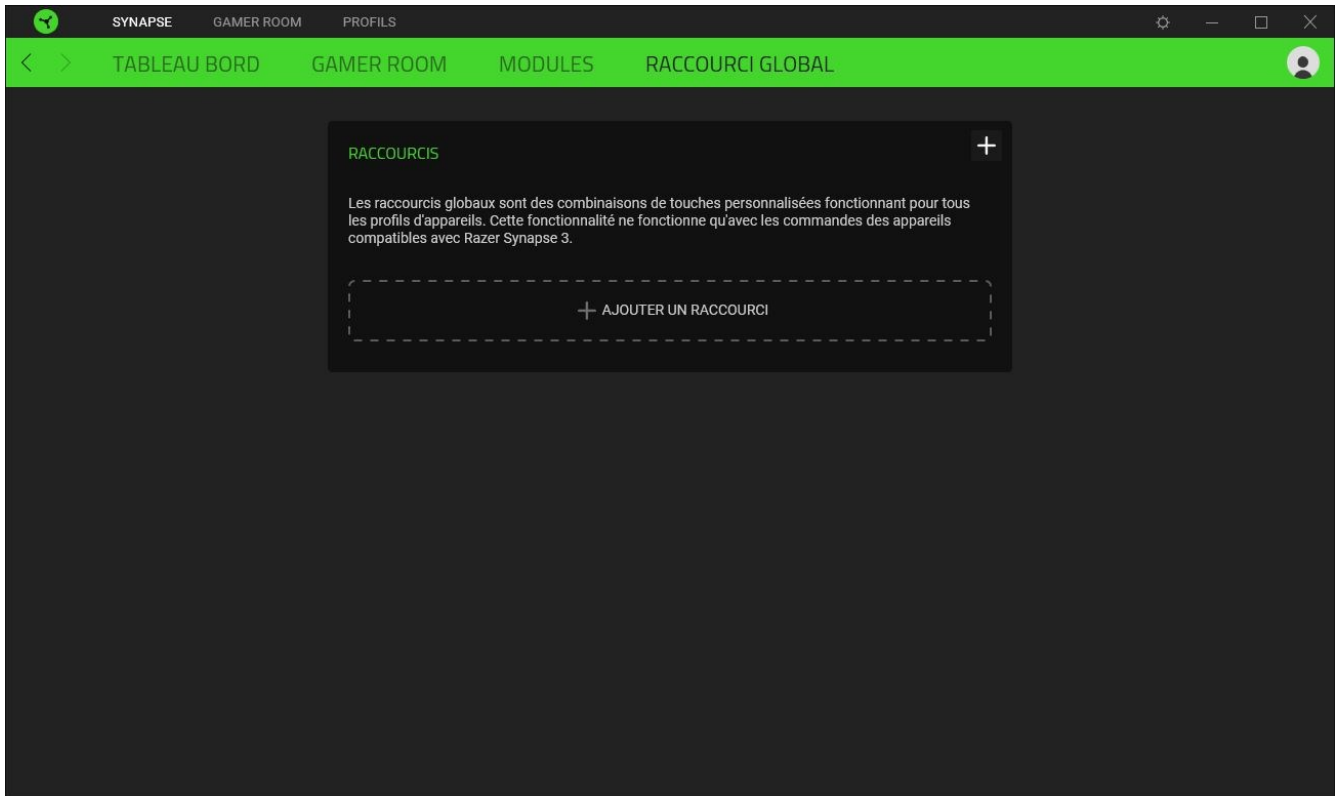 SYNAPSE GAMER ROOM PROFILS
TABLEAU BORD GAMER ROOM MODULES RACCOURCI GLOBAL
RACCOURCIS
Les raccourcis globaux sont des combinaisons de touches personnalisées fonctionnant pour tous
les profils d'appareils. Cette fonctionnalité ne fonctionne qu'avec les commandes des appareils
compatibles avec Razer Synapse 3.
AJOUTER UN RACCOURCI